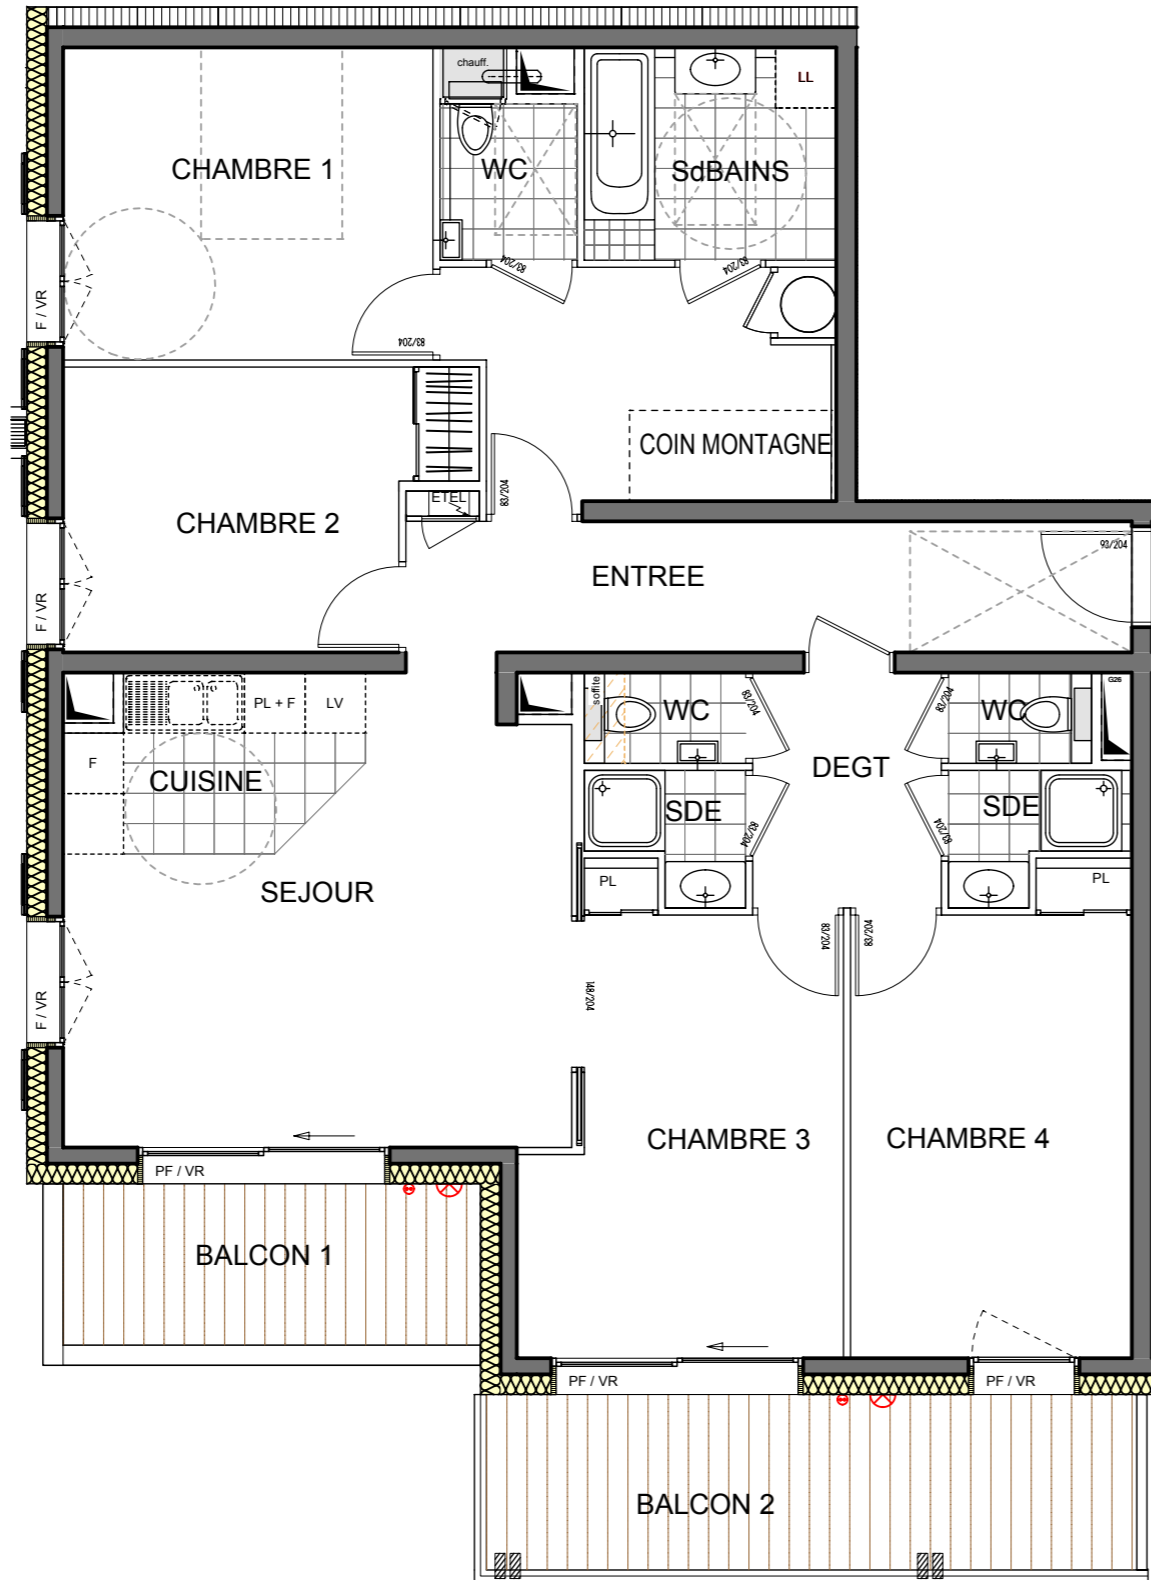 chauff.
LL
CHAMBRE 1
WC
SdBAINS
83/204
83/204
F / VR
83/204
COIN MONTAGNE
ETEL
83/204
CHAMBRE 2
93/204
ENTREE
F / VR
soffite
G26
PL + F
LV
WC
83/204
83/204
WC
F
CUISINE
DEGT
SDE
83/204
83/204
SDE
PL
PL
SEJOUR
83/204
83/204
148/204
F / VR
CHAMBRE 3
CHAMBRE 4
PF / VR
BALCON 1
PF / VR
PF / VR
BALCON 2